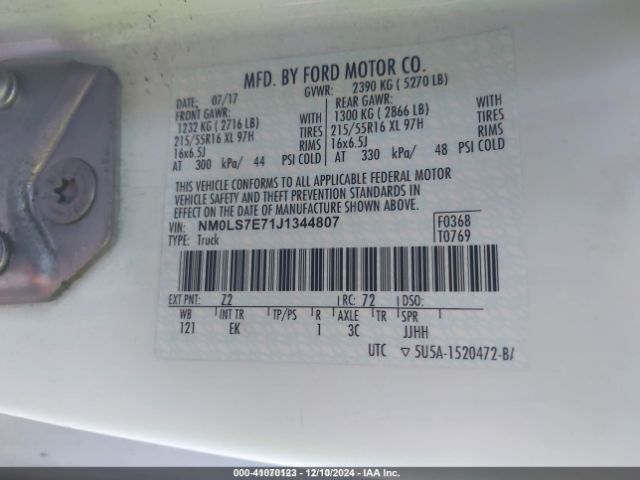 MFD. BY FORD MOTOR CO.
DATE: 07/17 GVWR: 2390 KG ( 5270 LB)
FRONT GAWR: REAR GAWR:
1232 KG ( 2716 LB) WITH 1300 KG ( 2866 LB) WITH
215/55R16 XL 97H TIRES 215/55R16 XL 97H TIRES
16x6.5J RIMS 16x6.5J RIMS
AT 300 kPa/ 44 PSI COLD AT 330 kPa/ 48 PSI COLD
THIS VEHICLE CONFORMS TO ALL APPLICABLE FEDERAL MOTOR
VEHICLE SAFETY AND THEFT PREVENTION STANDARDS IN
EFFECT ON THE DATE OF MANUFACTURE SHOWN ABOVE.
VIN: NM0LS7E71J1344807 F0368
TYPE: Truck T0769
EXT PNT: Z2 RC: 72 DSO:
WB INT TR TP/PS R AXLE TR SPR
121 EK 1 3C JJHH
UTC ▽ 5U5A-1520472-BA
000-41070123 - 12/10/2024 - IAA Inc.